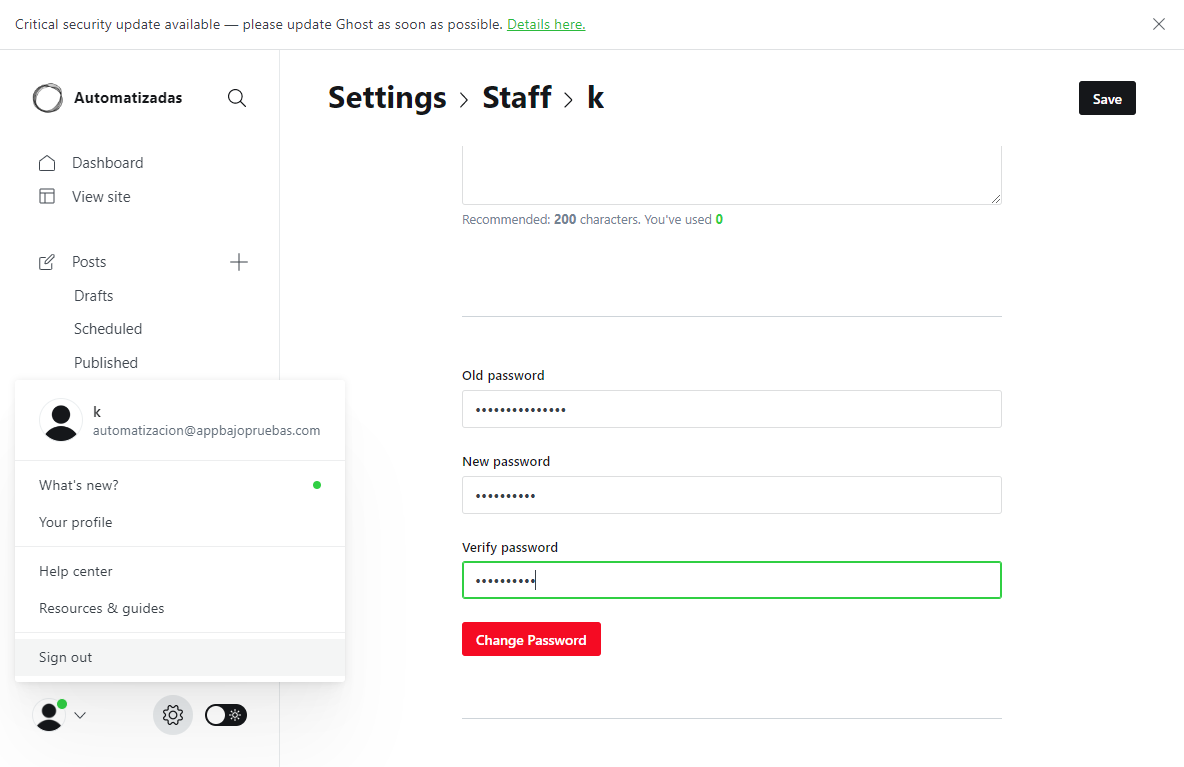 Critical security update available — please update Ghost as soon as possible. Details here.
Automatizadas
Dashboard
View site
Posts
Drafts
Scheduled
Published
k
automatizacion@appbajopruebas.com
What's new?
Your profile
Help center
Resources & guides
Sign out
Settings > Staff > k
Save
Recommended: 200 characters. You've used 0
Old password
•••••••••••••••
New password
••••••••••
Verify password
••••••••••
Change Password